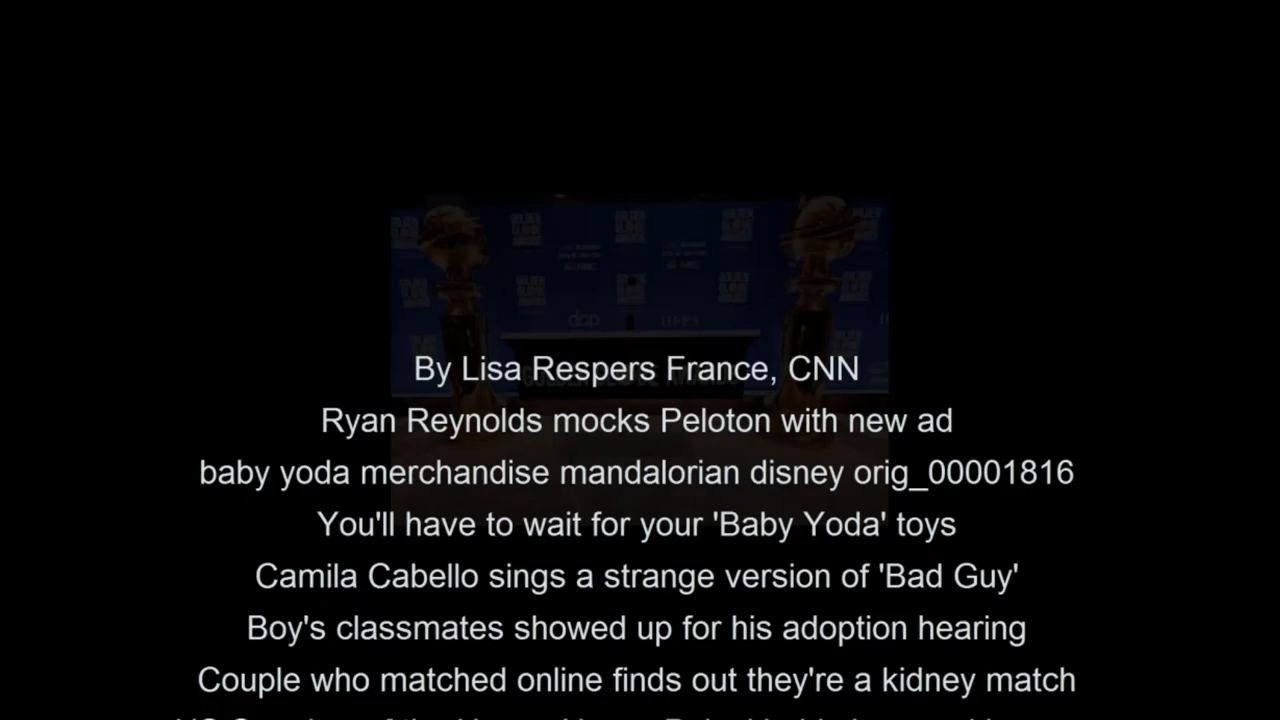 By Lisa Respers France, CNN
Ryan Reynolds mocks Peloton with new ad
baby yoda merchandise mandalorian disney orig_00001816
You'll have to wait for your 'Baby Yoda' toys
Camila Cabello sings a strange version of 'Bad Guy'
Boy's classmates showed up for his adoption hearing
Couple who matched online finds out they're a kidney match